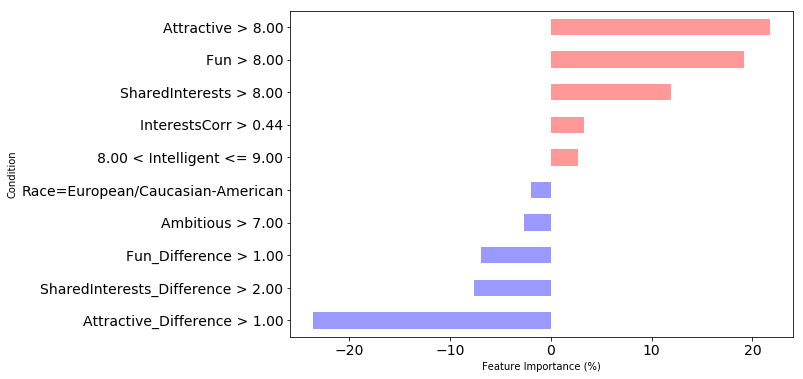 Attractive > 8.00
Fun > 8.00
SharedInterests > 8.00
InterestsCorr > 0.44
8.00 < Intelligent <= 9.00
Race=European/Caucasian-American
Ambitious > 7.00
Fun_Difference > 1.00
SharedInterests_Difference > 2.00
Attractive_Difference > 1.00
Condition
−20 −10 0 10 20
Feature Importance (%)